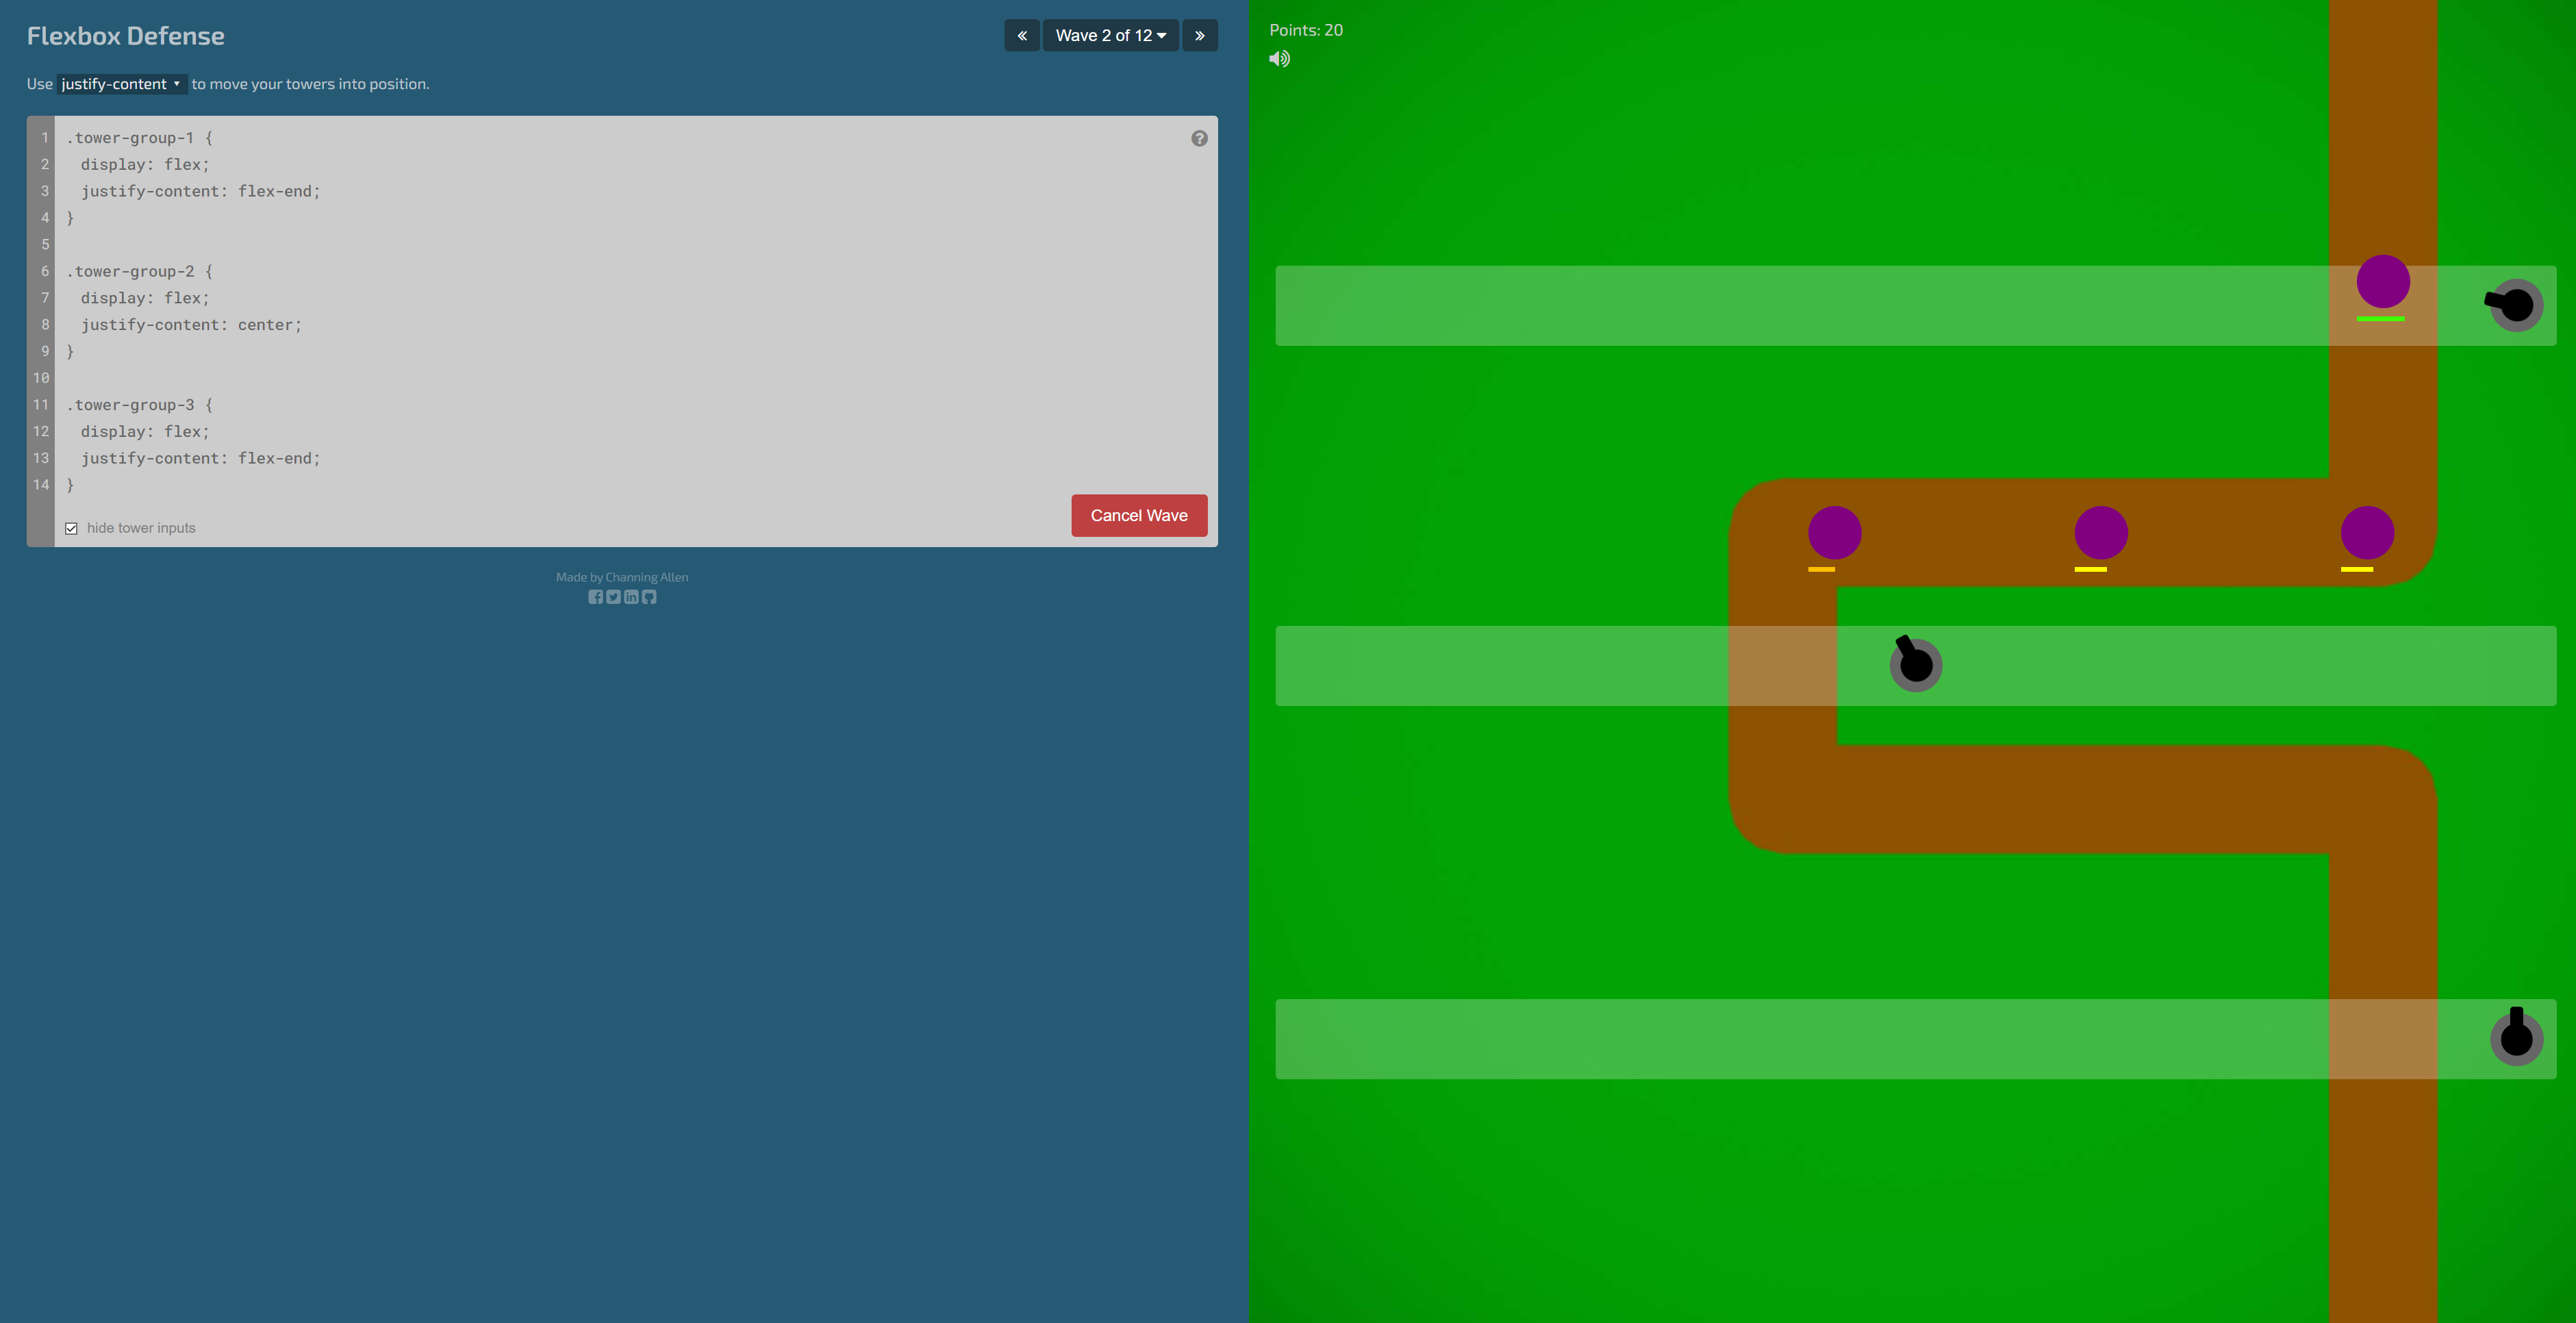 Flexbox Defense
« Wave 2 of 12 »
Use justify-content to move your towers into position.
1 .tower-group-1 {
2 display: flex;
3 justify-content: flex-end;
4 }
5
6 .tower-group-2 {
7 display: flex;
8 justify-content: center;
9 }
10
11 .tower-group-3 {
12 display: flex;
13 justify-content: flex-end;
14 }
hide tower inputs
Cancel Wave
Made by Channing Allen
Points: 20